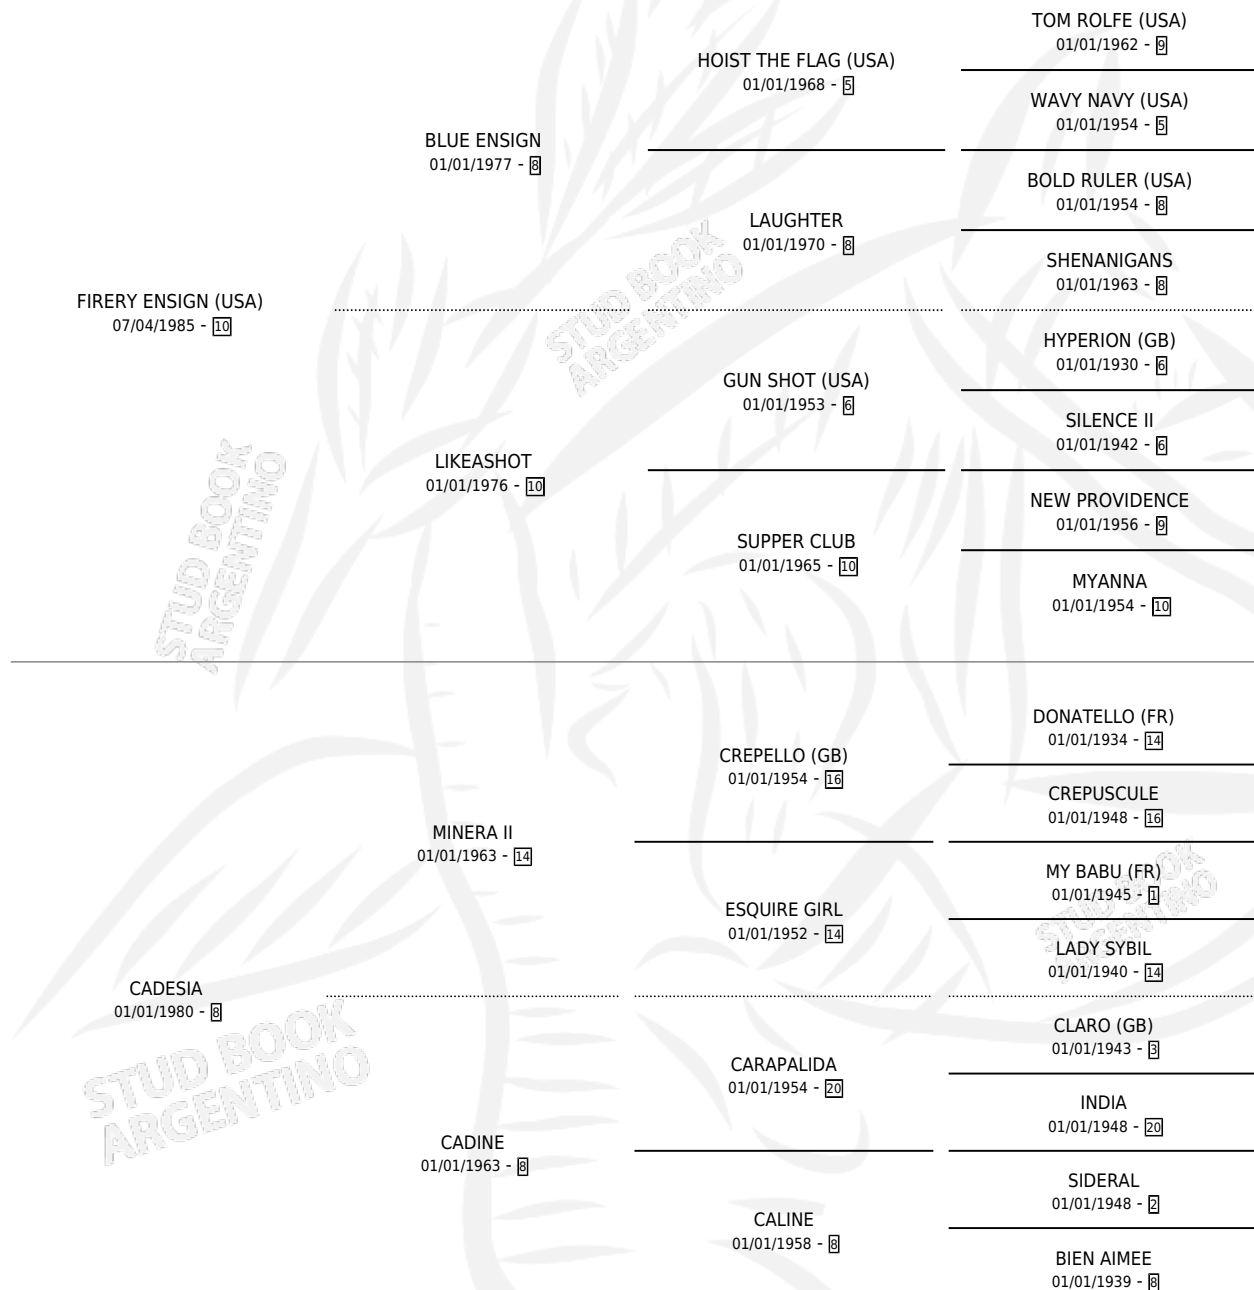 TOM ROLFE (USA)
01/01/1962 - 9
HOIST THE FLAG (USA)
01/01/1968 - 5
WAVY NAVY (USA)
01/01/1954 - 5
BLUE ENSIGN
01/01/1977 - 8
BOLD RULER (USA)
01/01/1954 - 8
LAUGHTER
01/01/1970 - 8
SHENANIGANS
01/01/1963 - 8
FIRERY ENSIGN (USA)
07/04/1985 - 10
HYPERION (GB)
01/01/1930 - 6
GUN SHOT (USA)
01/01/1953 - 6
SILENCE II
01/01/1942 - 6
LIKEASHOT
01/01/1976 - 10
NEW PROVIDENCE
01/01/1956 - 9
SUPPER CLUB
01/01/1965 - 10
MYANNA
01/01/1954 - 10
DONATELLO (FR)
01/01/1934 - 14
CREPELLO (GB)
01/01/1954 - 16
CREPUSCULE
01/01/1948 - 16
MINERA II
01/01/1963 - 14
MY BABU (FR)
01/01/1945 - 1
ESQUIRE GIRL
01/01/1952 - 14
LADY SYBIL
01/01/1940 - 14
CADESIA
01/01/1980 - 8
CLARO (GB)
01/01/1943 - 3
CARAPALIDA
01/01/1954 - 20
INDIA
01/01/1948 - 20
CADINE
01/01/1963 - 8
SIDERAL
01/01/1948 - 2
CALINE
01/01/1958 - 8
BIEN AIMEE
01/01/1939 - 8
STUD BOOK
ARGENTINO
STUD BOOK
ARGENTINO
STUD BOOK
ARGENTINO
STUD BOOK
ARGENTINO